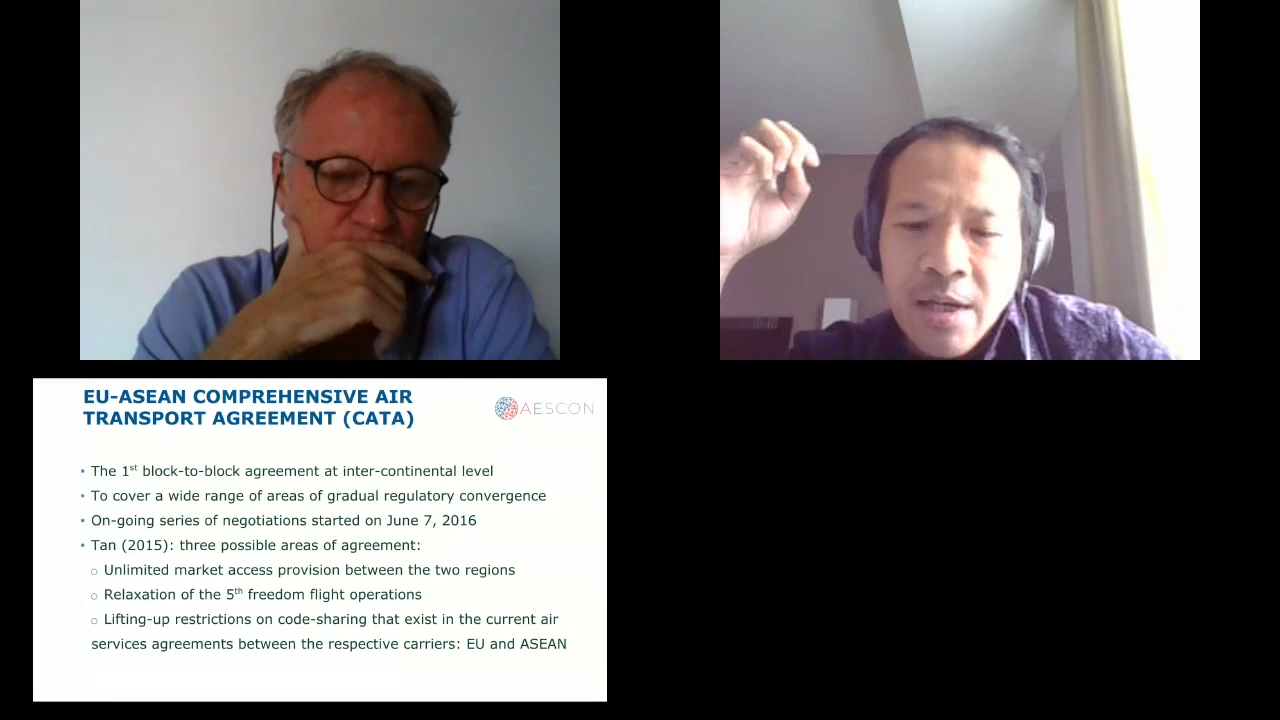 EU-ASEAN COMPREHENSIVE AIR
TRANSPORT AGREEMENT (CATA)
AESCON
• The 1st block-to-block agreement at inter-continental level
• To cover a wide range of areas of gradual regulatory convergence
• On-going series of negotiations started on June 7, 2016
• Tan (2015): three possible areas of agreement:
○ Unlimited market access provision between the two regions
○ Relaxation of the 5th freedom flight operations
○ Lifting-up restrictions on code-sharing that exist in the current air
services agreements between the respective carriers: EU and ASEAN